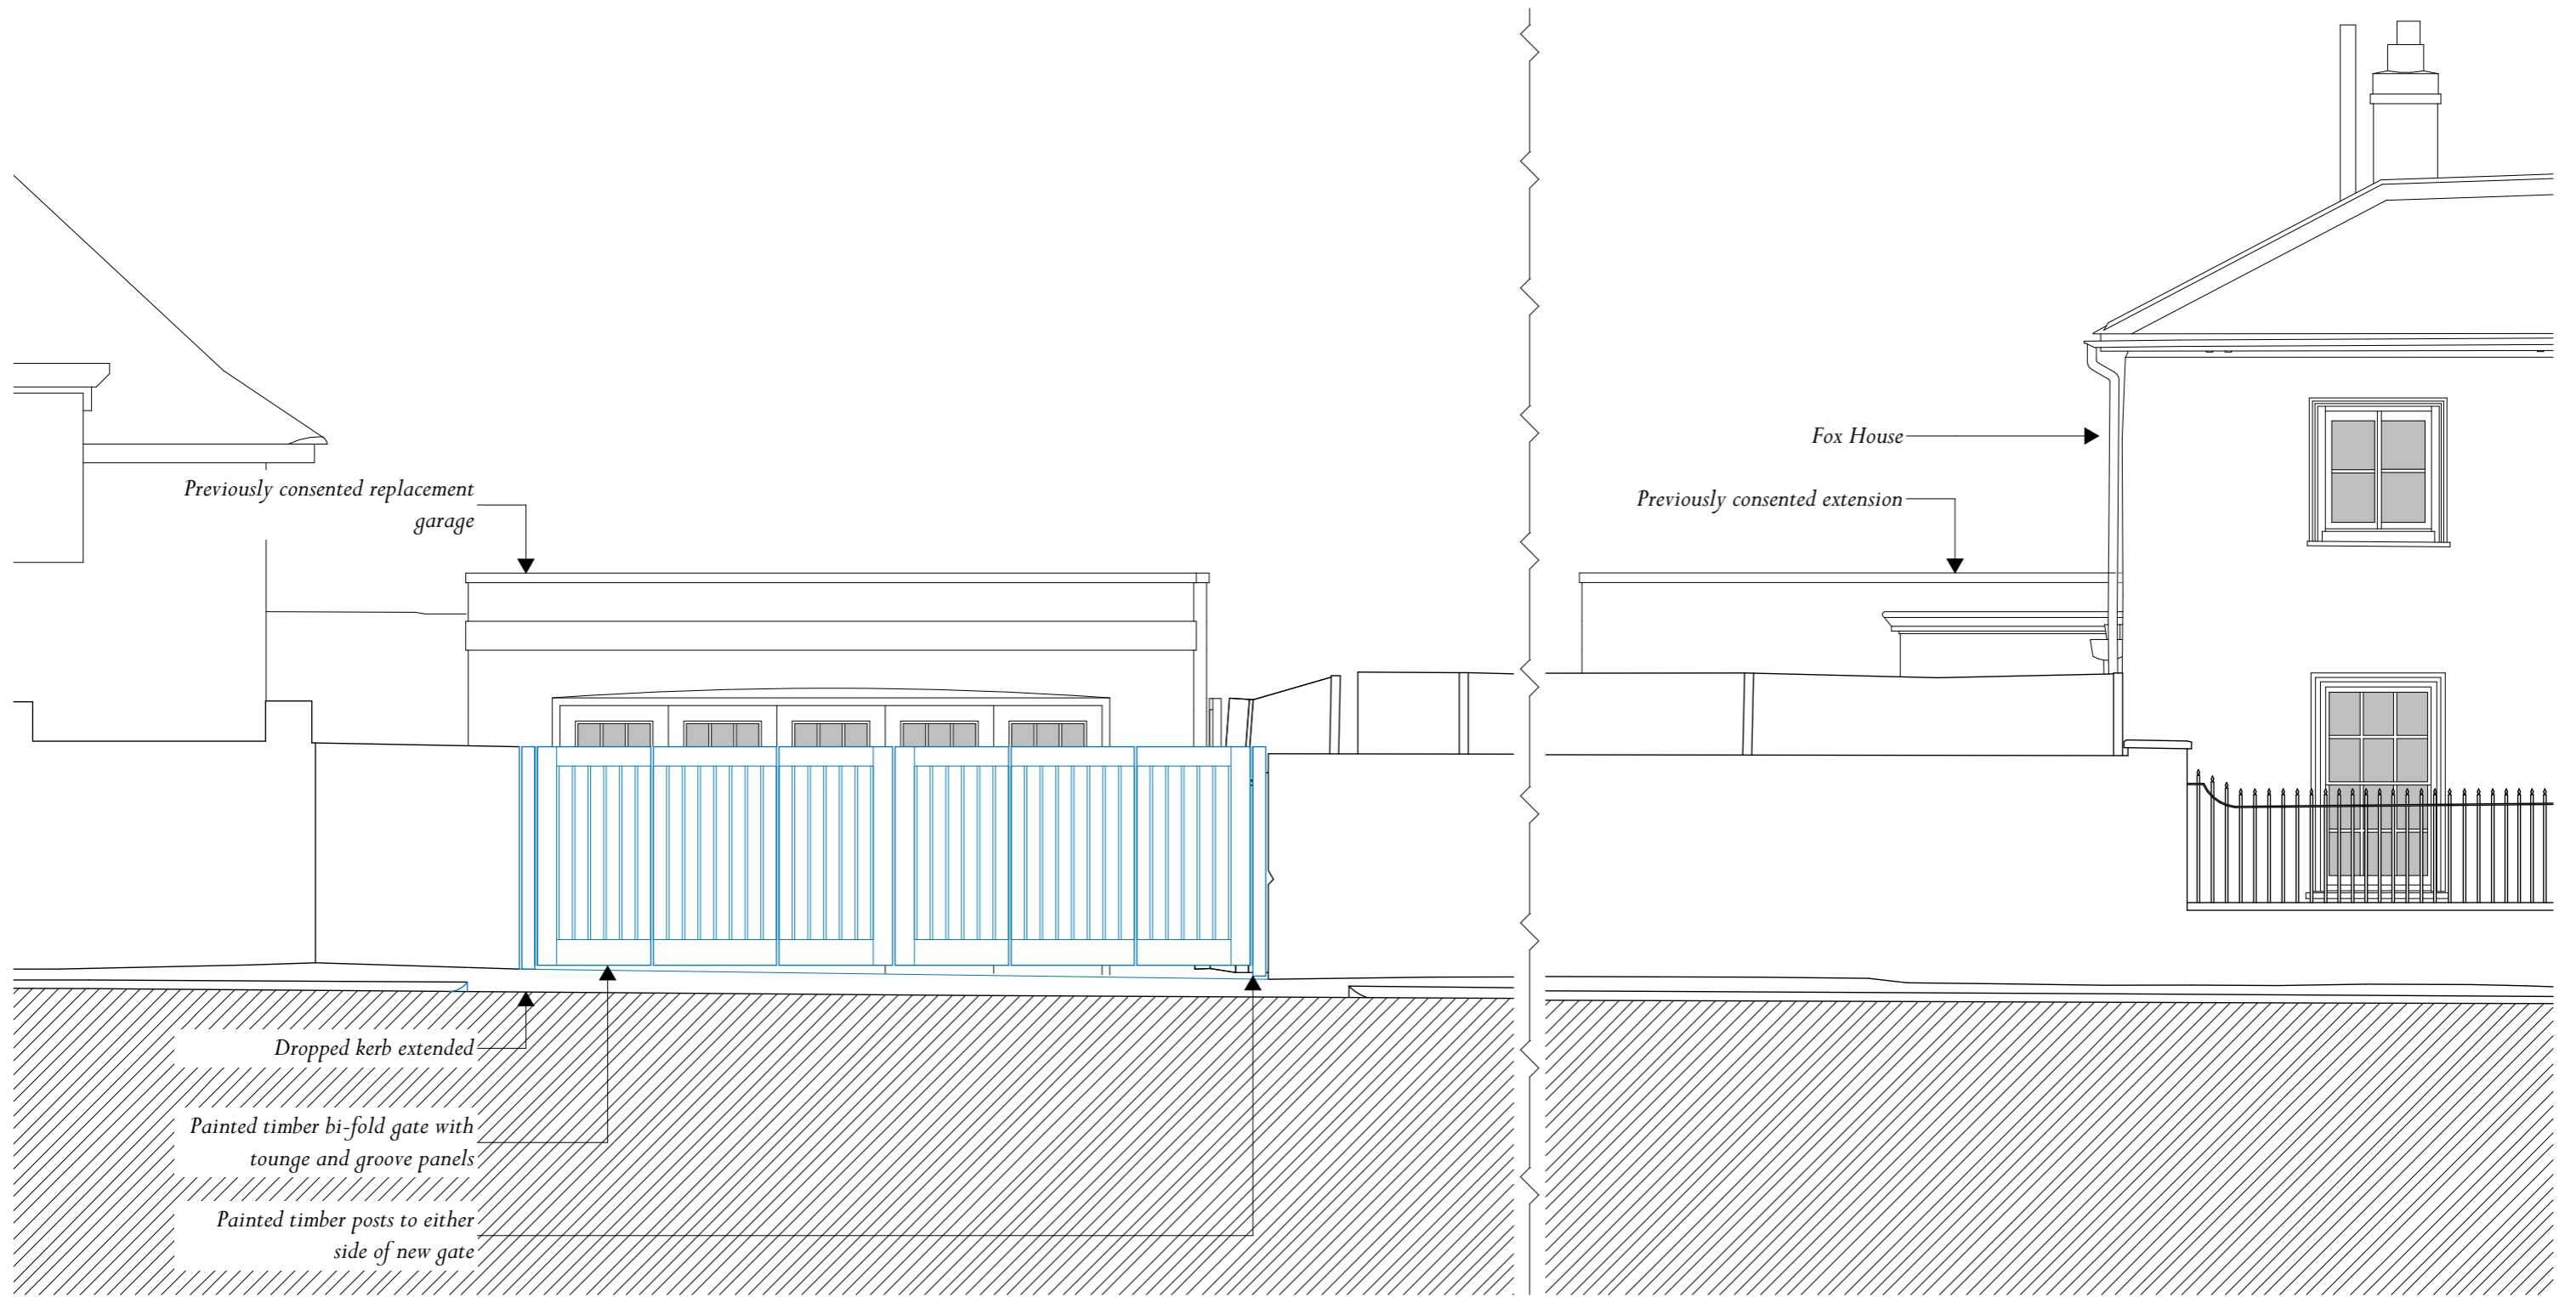 Fox House
Previously consented replacement
garage
Previously consented extension
Dropped kerb extended
Painted timber bi-fold gate with
tounge and groove panels
Painted timber posts to either
side of new gate